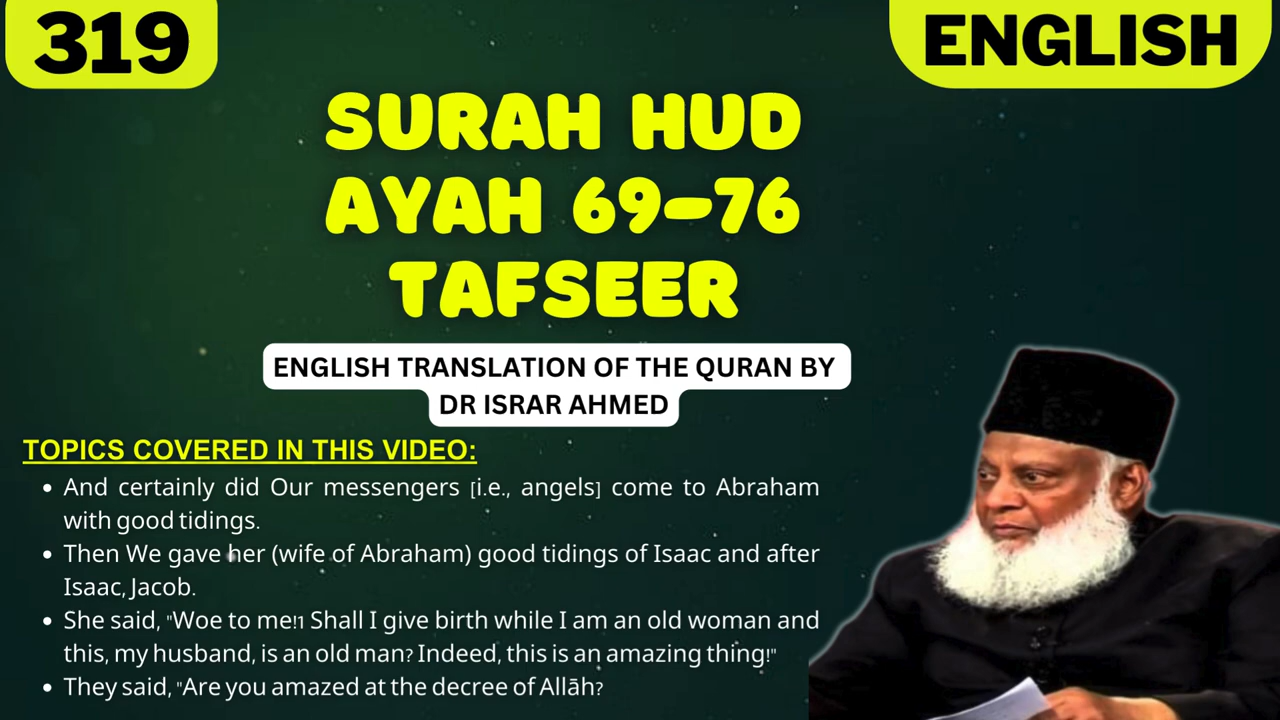 319
ENGLISH
SURAH HUD
AYAH 69-76
TAFSEER
ENGLISH TRANSLATION OF THE QURAN BY
DR ISRAR AHMED
TOPICS COVERED IN THIS VIDEO:
• And certainly did Our messengers [i.e., angels] come to Abraham
with good tidings.
• Then We gave her (wife of Abraham) good tidings of Isaac and after
Isaac, Jacob.
• She said, "Woe to me!1 Shall I give birth while I am an old woman and
this, my husband, is an old man? Indeed, this is an amazing thing!"
• They said, "Are you amazed at the decree of Allāh?